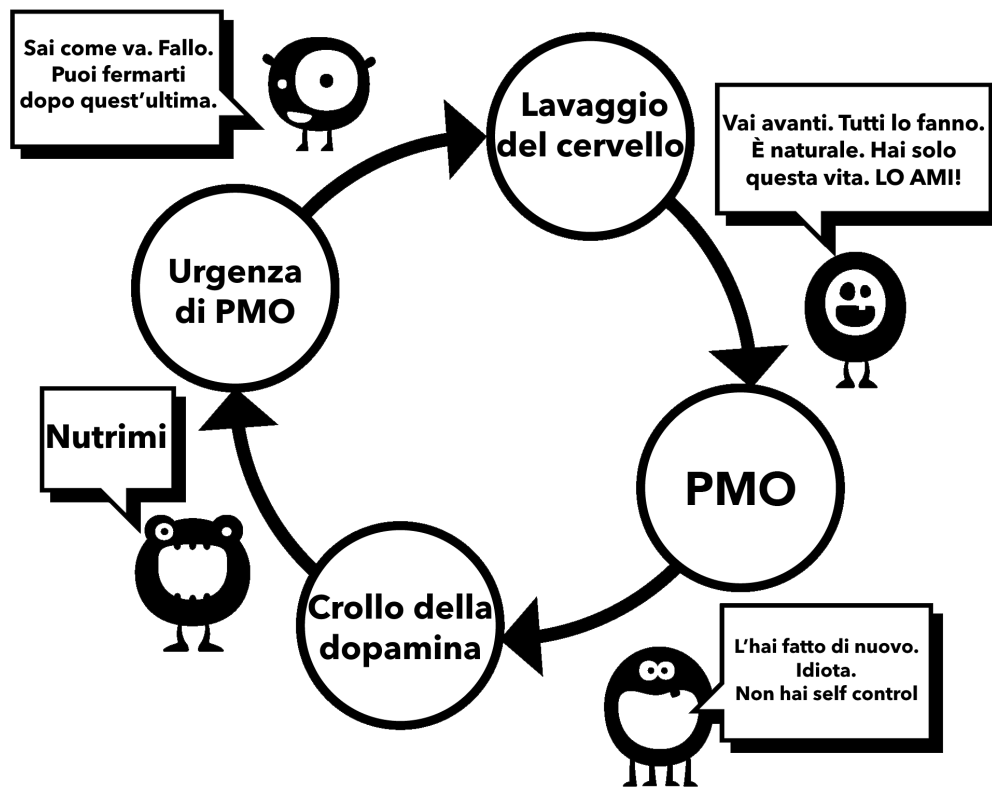 Sai come va. Fallo.
Puoi fermarti
dopo quest'ultima.
Lavaggio
del cervello
Vai avanti. Tutti lo fanno.
È naturale. Hai solo
questa vita. LO AMI!
Urgenza
di PMO
Nutrimi
PMO
Crollo della
dopamina
L'hai fatto di nuovo.
Idiota.
Non hai self control